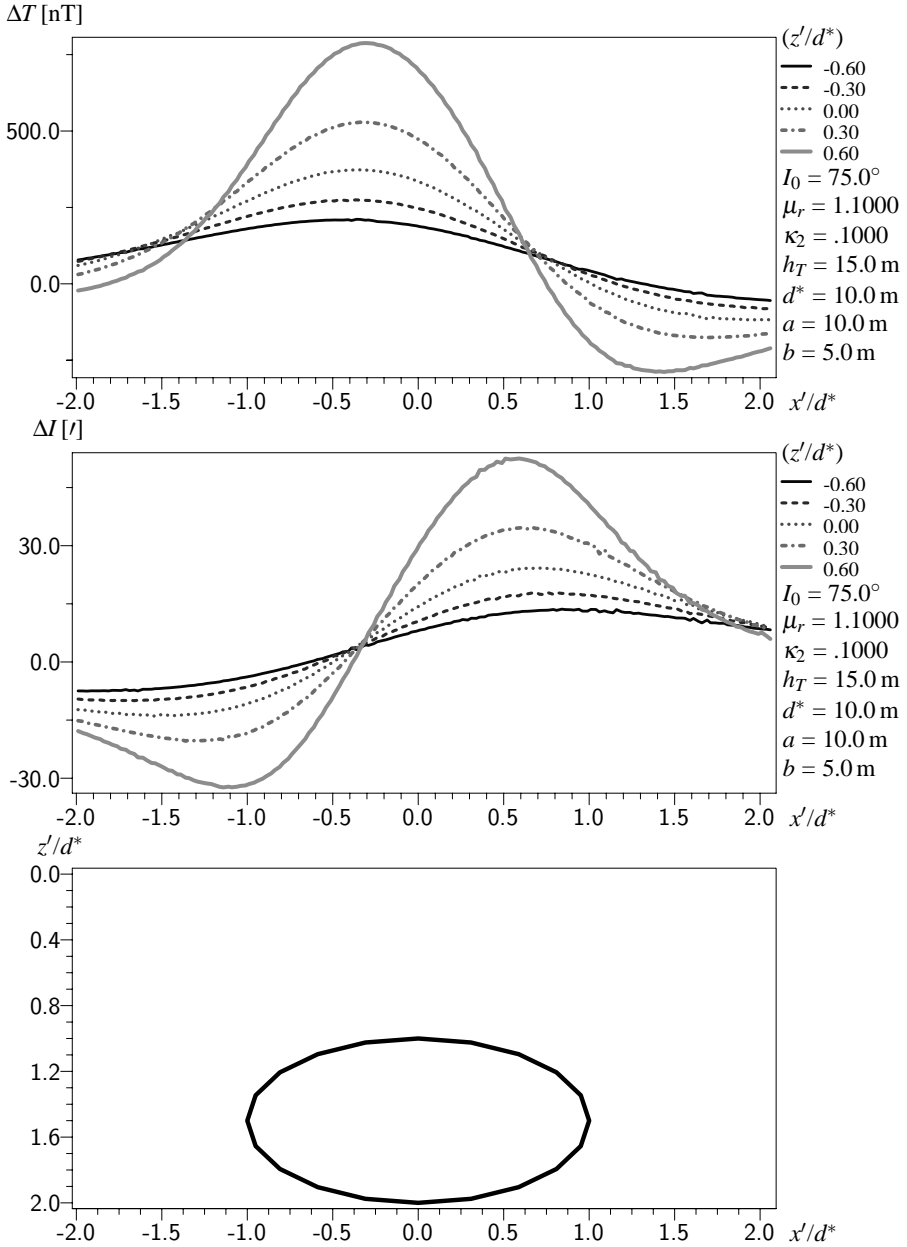 ΔT [nT]
500.0
0.0
-2.0 -1.5 -1.0 -0.5 0.0 0.5 1.0 1.5 2.0 x′/d*
(z′/d*)
-0.60
-0.30
0.00
0.30
0.60
I₀ = 75.0°
μᵣ = 1.1000
κ₂ = .1000
h_T = 15.0 m
d* = 10.0 m
a = 10.0 m
b = 5.0 m
ΔI [′]
30.0
0.0
-30.0
-2.0 -1.5 -1.0 -0.5 0.0 0.5 1.0 1.5 2.0 x′/d*
(z′/d*)
-0.60
-0.30
0.00
0.30
0.60
I₀ = 75.0°
μᵣ = 1.1000
κ₂ = .1000
h_T = 15.0 m
d* = 10.0 m
a = 10.0 m
b = 5.0 m
z′/d*
0.0
0.4
0.8
1.2
1.6
2.0
-2.0 -1.5 -1.0 -0.5 0.0 0.5 1.0 1.5 2.0 x′/d*